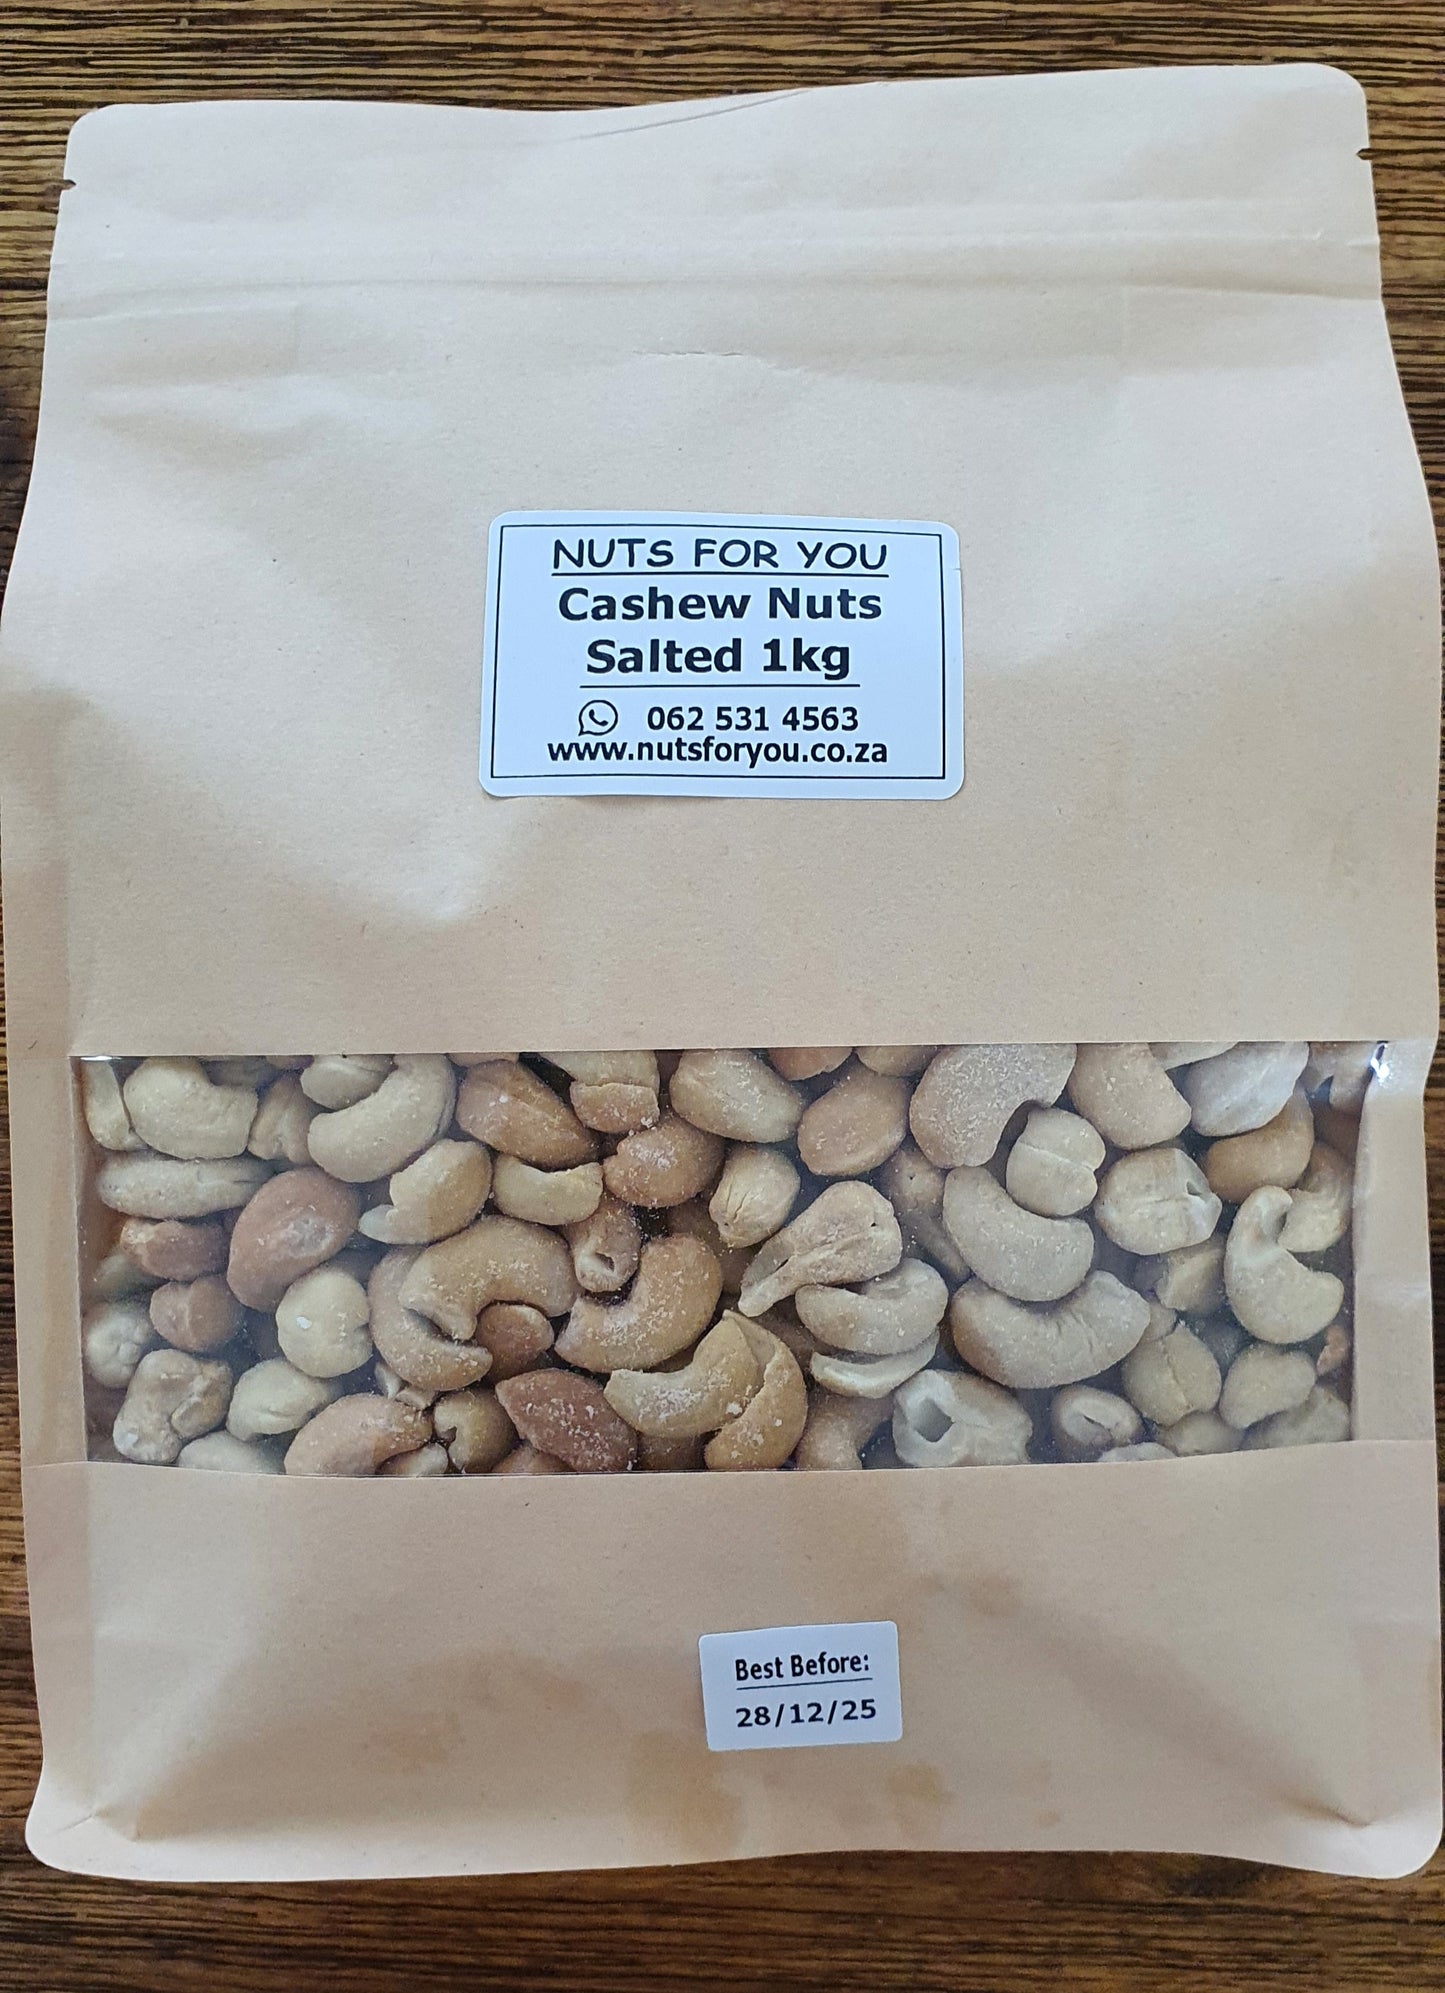 NUTS FOR YOU
Cashew Nuts
Salted 1kg
062 531 4563
www.nutsforyou.co.za
Best Before:
28/12/25